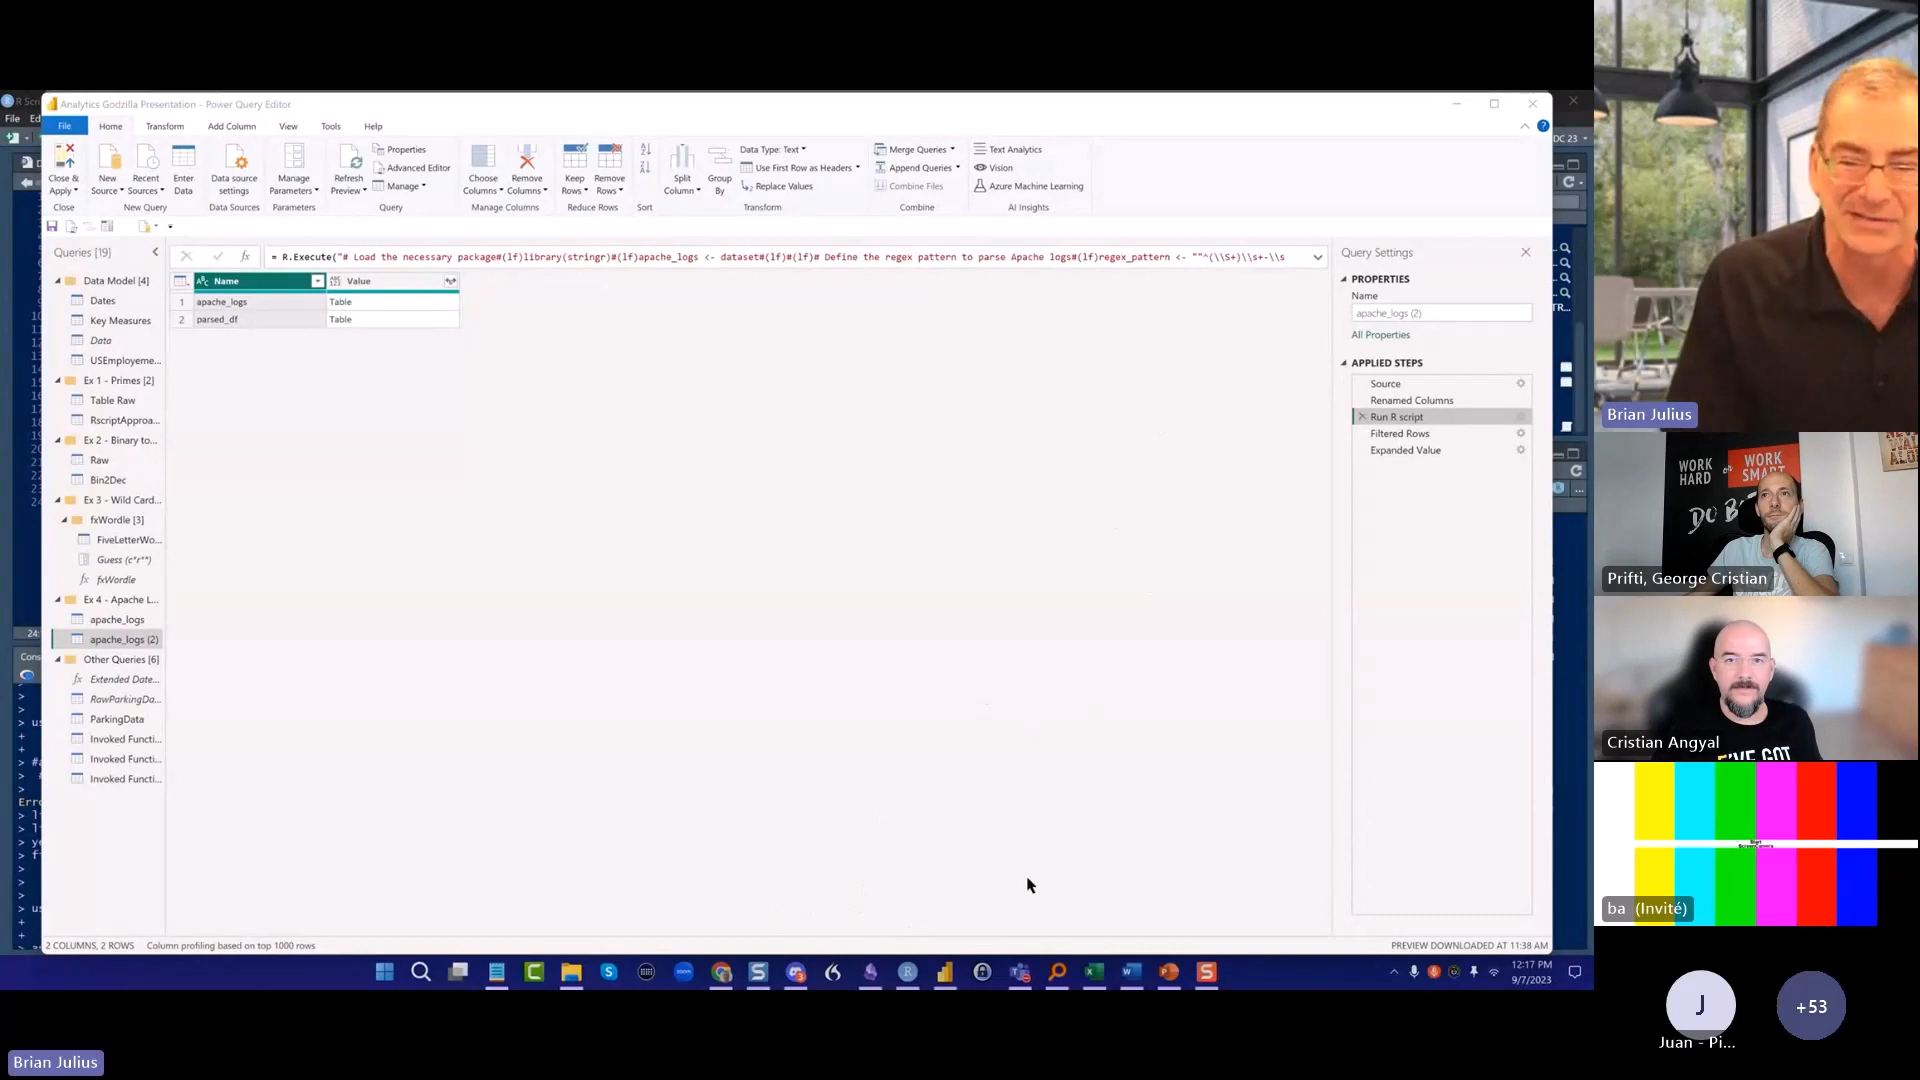 Analytics Godzilla Presentation - Power Query Editor
File
Home
Transform
Add Column
View
Tools
Help
Close & Apply
New Source
Recent Sources
Enter Data
Data source settings
Manage Parameters
Refresh Preview
Properties
Advanced Editor
Manage
Choose Columns
Remove Columns
Keep Rows
Remove Rows
Split Column
Group By
Data Type: Text
Use First Row as Headers
Replace Values
Merge Queries
Append Queries
Combine Files
Text Analytics
Vision
Azure Machine Learning
Close
New Query
Data Sources
Parameters
Query
Manage Columns
Reduce Rows
Sort
Transform
Combine
AI Insights
Queries [19]
Data Model [4]
Dates
Key Measures
Data
USEmployeme...
Ex 1 - Primes [2]
Table Raw
RscriptApproa...
Ex 2 - Binary to...
Raw
Bin2Dec
Ex 3 - Wild Card...
fxWordle [3]
FiveLetterWo...
Guess (c*r**)
fxWordle
Ex 4 - Apache L...
apache_logs
apache_logs (2)
Other Queries [6]
Extended Date...
RawParkingDa...
ParkingData
Invoked Functi...
Invoked Functi...
Invoked Functi...
= R.Execute("# Load the necessary package#(lf)library(stringr)#(lf)apache_logs <- dataset#(lf)#(lf)# Define the regex pattern to parse Apache logs#(lf)regex_pattern <- ""^(\\S+)\\s+-\\s
Name
Value
1 apache_logs Table
2 parsed_df Table
Query Settings
PROPERTIES
Name
apache_logs (2)
All Properties
APPLIED STEPS
Source
Renamed Columns
Run R script
Filtered Rows
Expanded Value
2 COLUMNS, 2 ROWS
Column profiling based on top 1000 rows
PREVIEW DOWNLOADED AT 11:38 AM
12:17 PM
9/7/2023
Brian Julius
WORK HARD or WORK SMART
Prifti, George Cristian
Cristian Angyal
I'VE GOT
ba (Invité)
J
+53
Juan - Pi...
Brian Julius